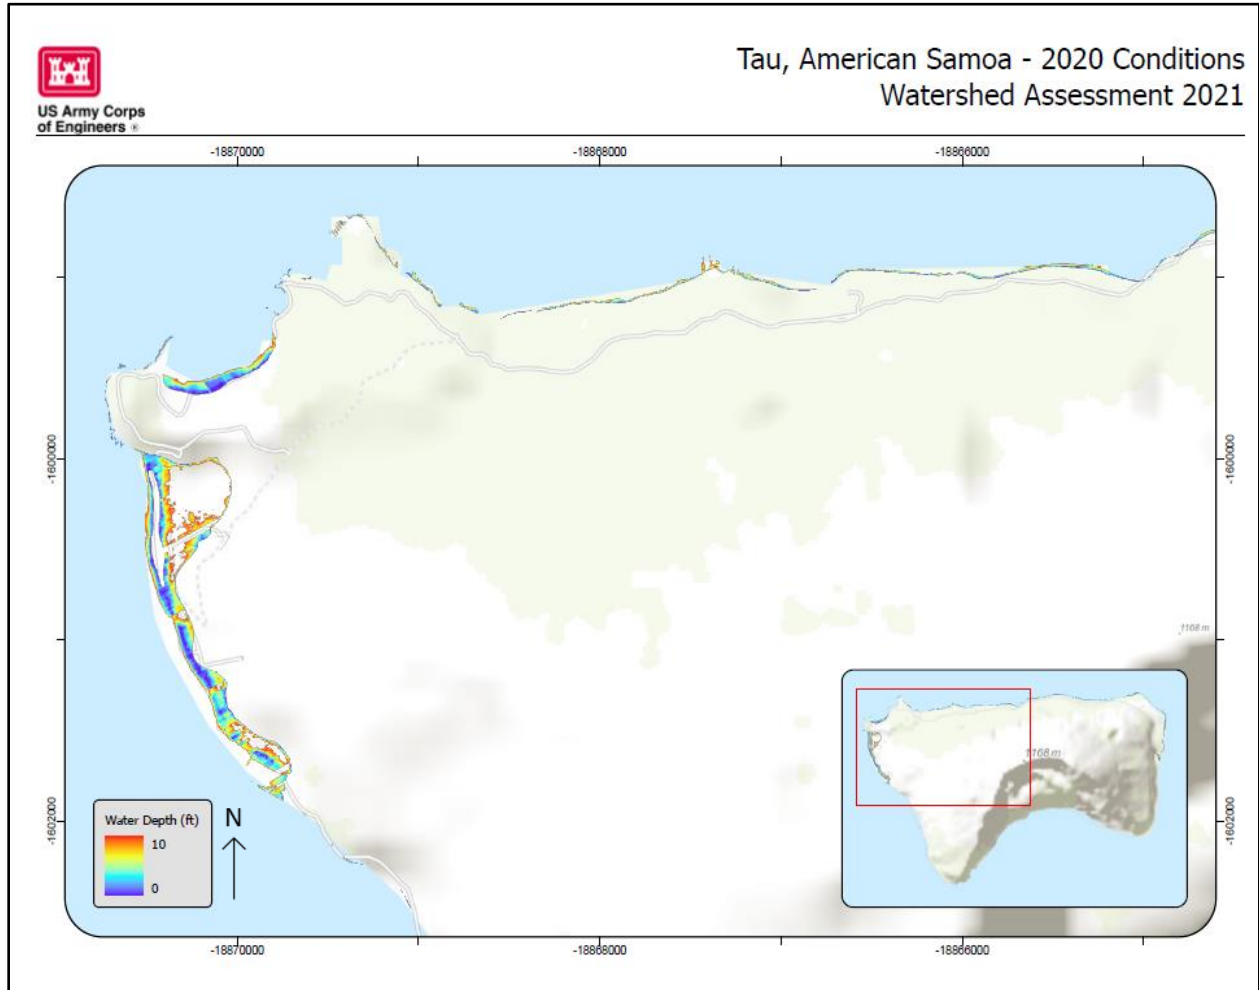 Tau, American Samoa - 2020 Conditions
Watershed Assessment 2021
US Army Corps
of Engineers ®
-18870000
-18868000
-18866000
-1600000
-1600000
1168 m
1168 m
Water Depth (ft)
10
0
N
-1602000
-1602000
-18870000
-18868000
-18866000